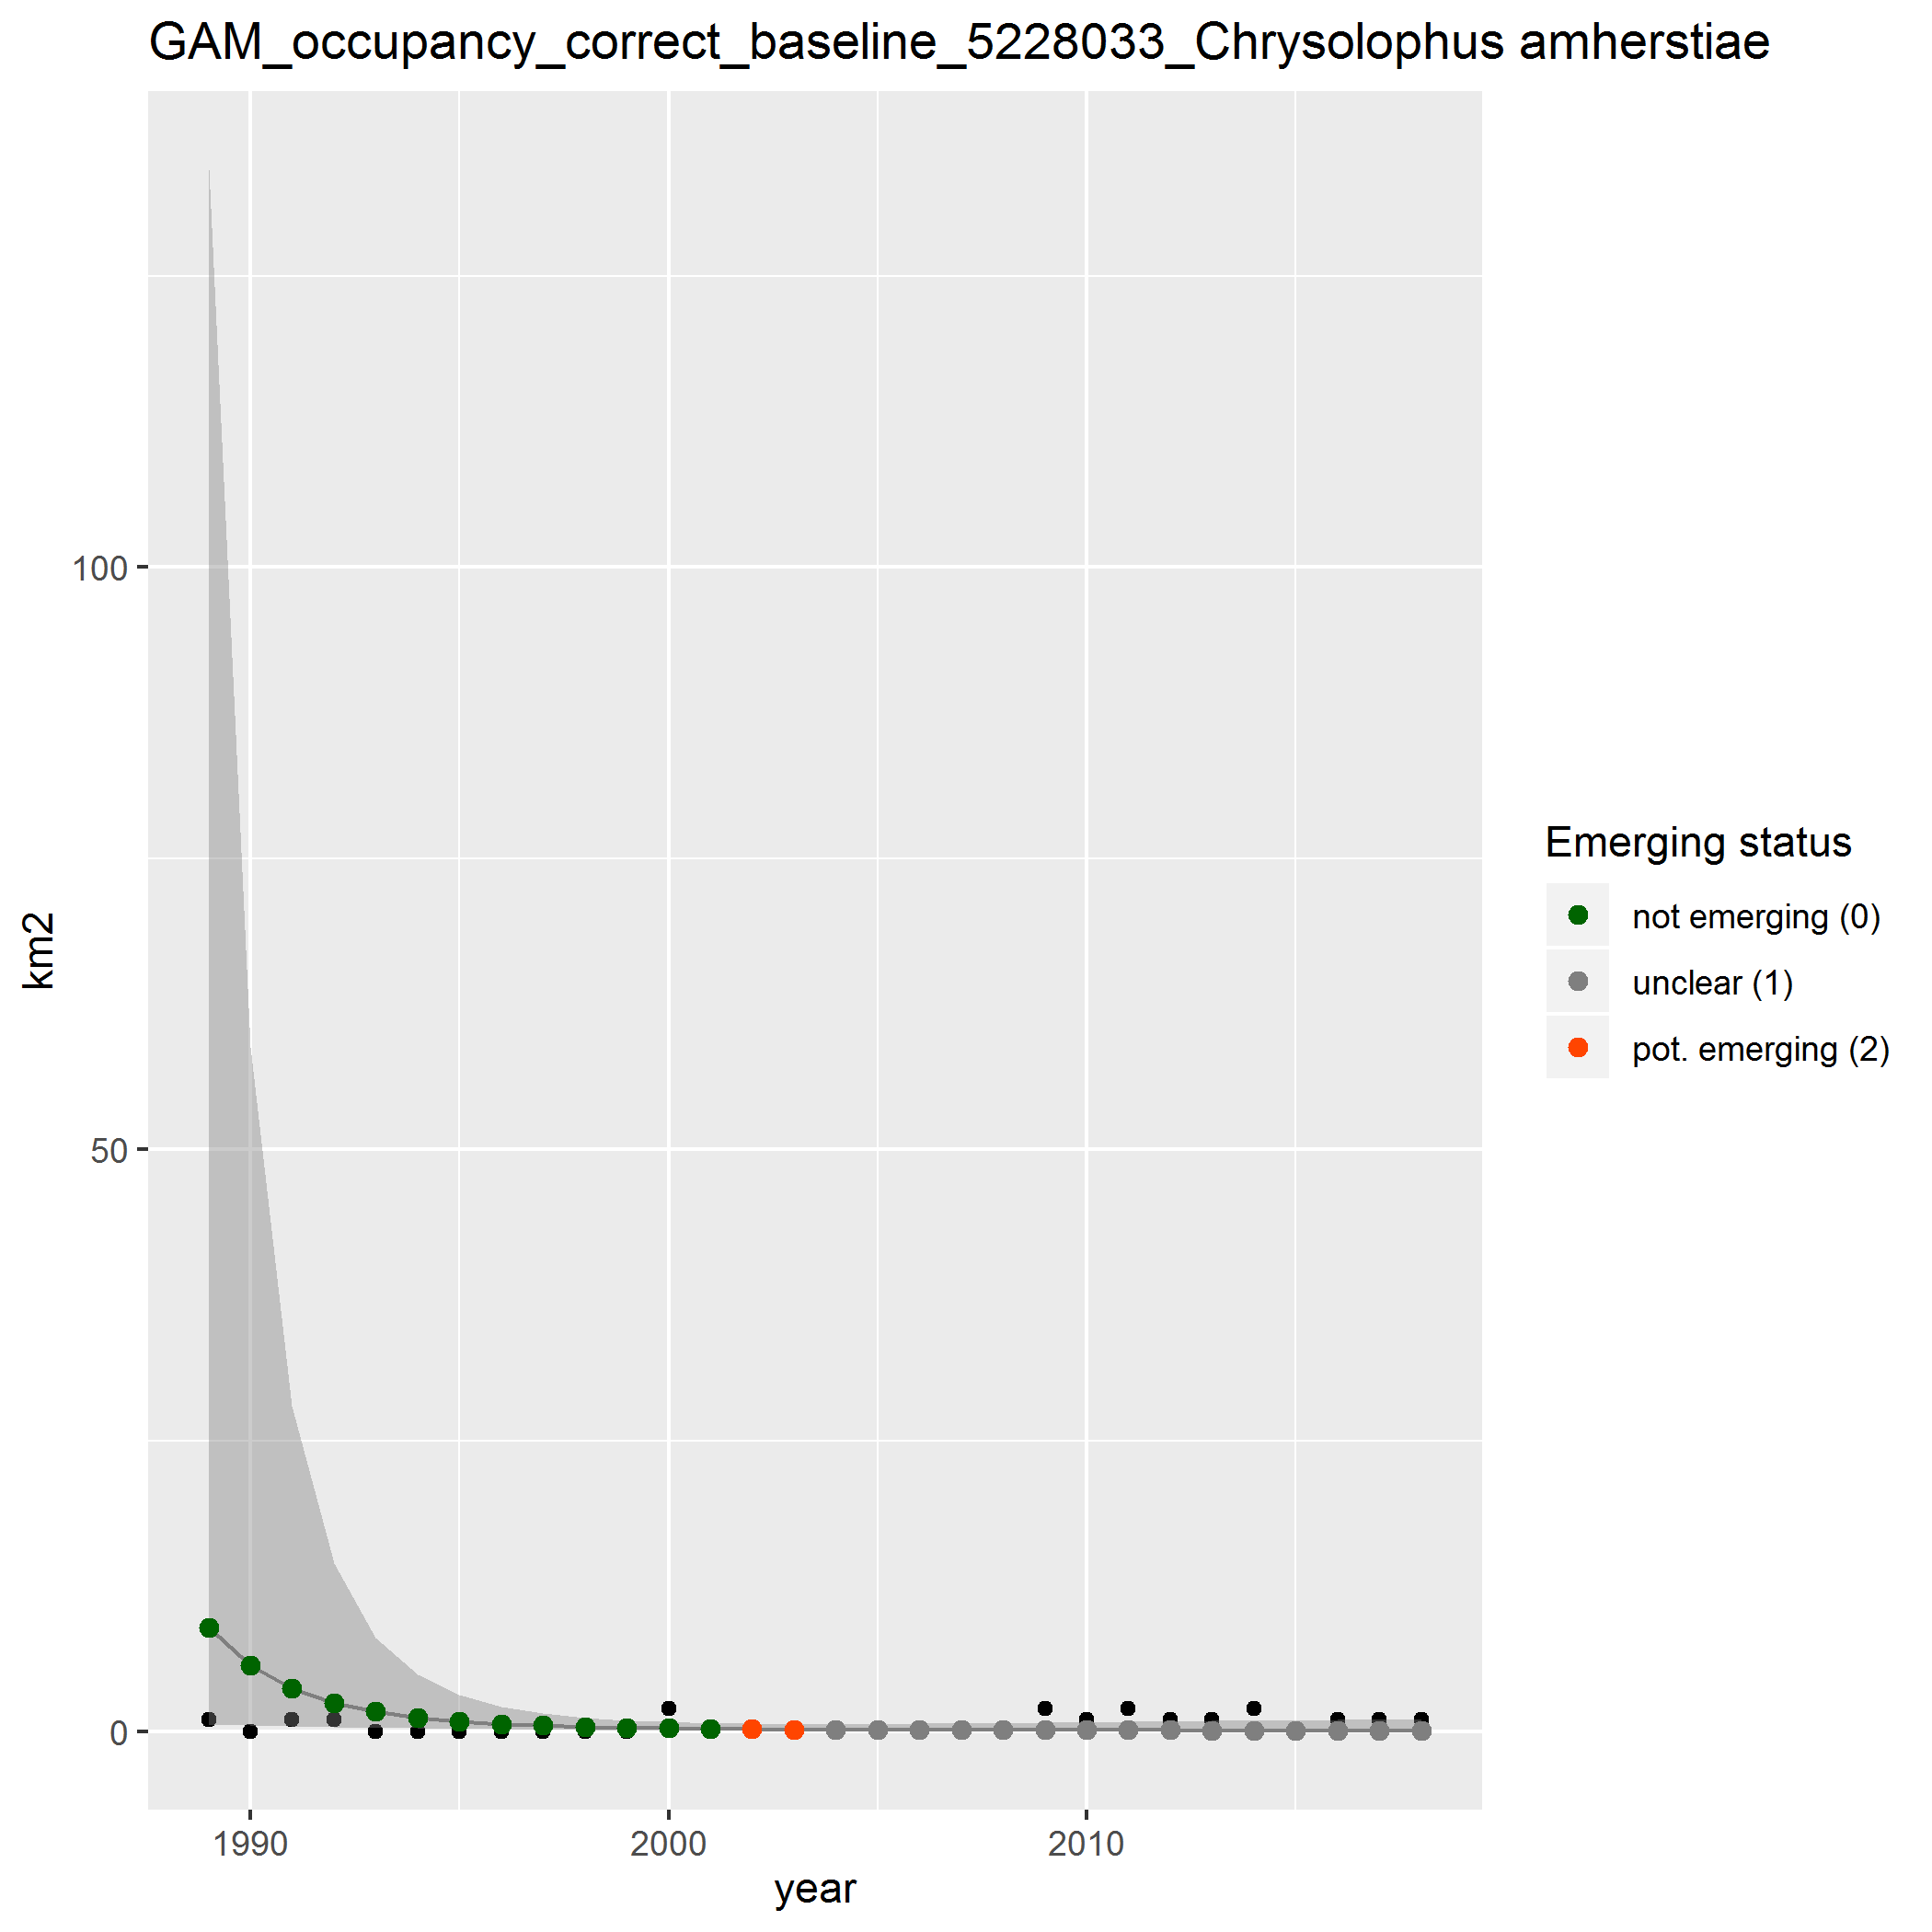 GAM_occupancy_correct_baseline_5228033_Chrysolophus amherstiae
100
50
0
km2
1990
2000
2010
year
Emerging status
not emerging (0)
unclear (1)
pot. emerging (2)